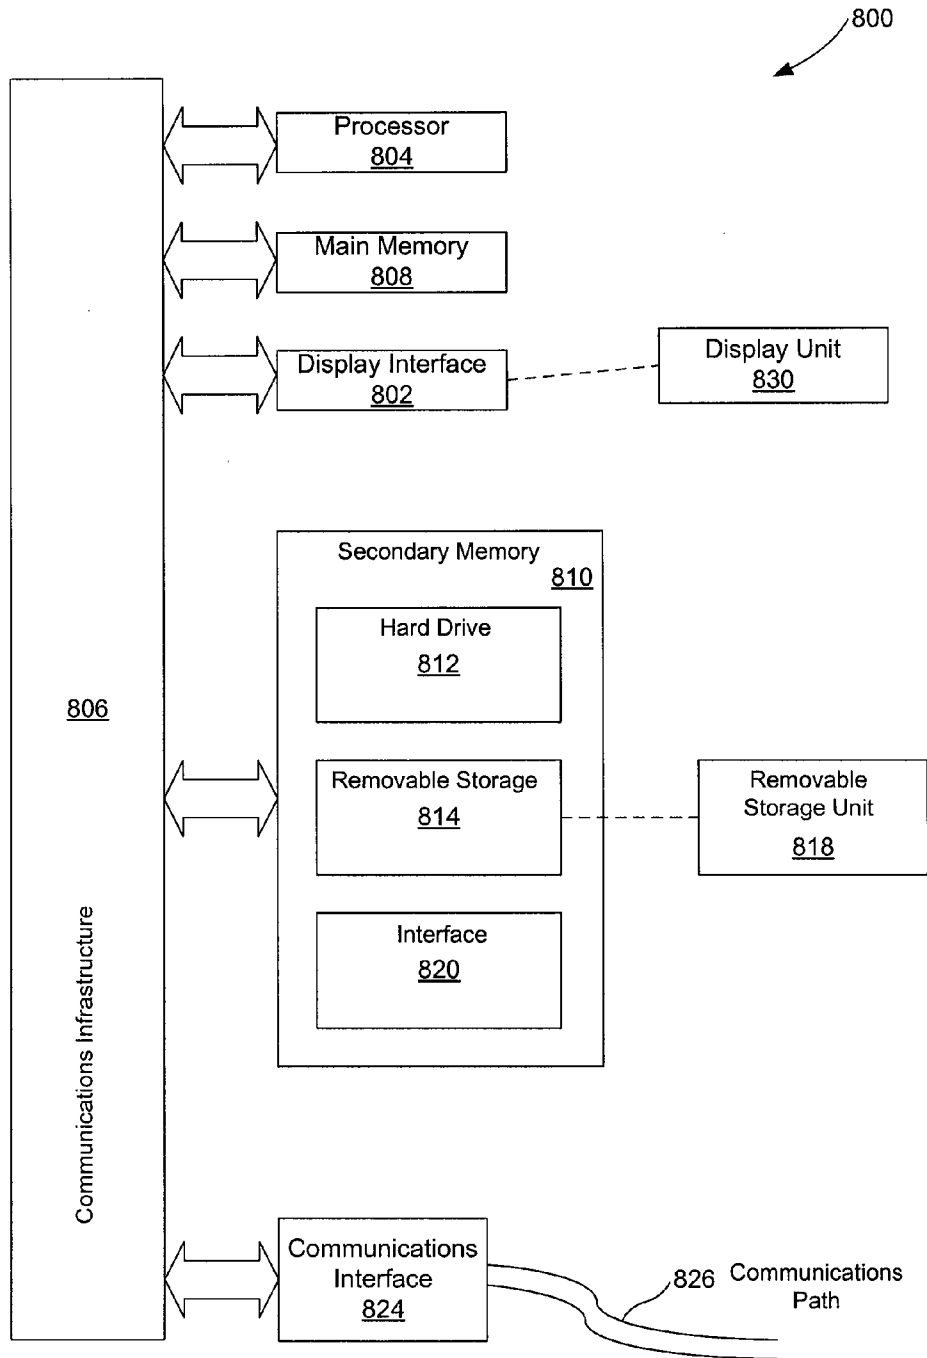 800
Processor
804
Main Memory
808
Display Interface
802
Display Unit
830
Secondary Memory
810
Hard Drive
812
806
Removable Storage
814
Removable
Storage Unit
818
Interface
820
Communications Infrastructure
Communications
Interface
824
826
Communications
Path